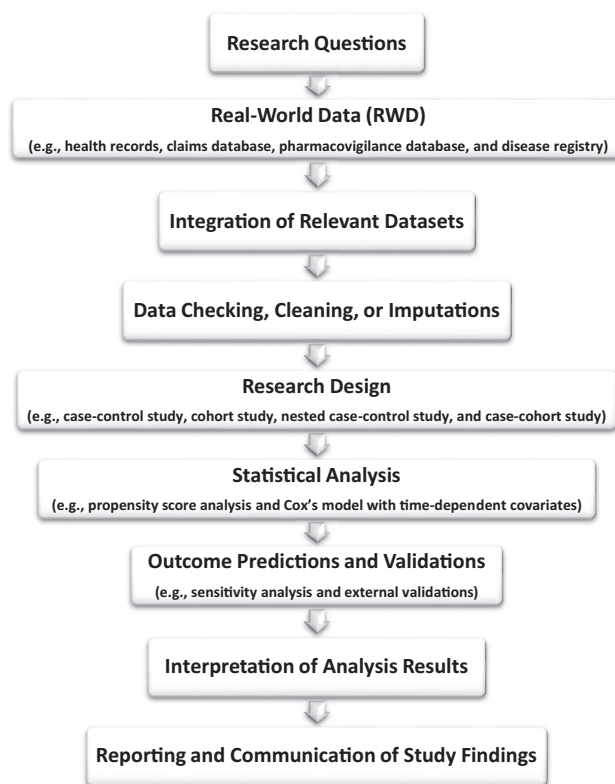 Research Questions
Real-World Data (RWD)
(e.g., health records, claims database, pharmacovigilance database, and disease registry)
Integration of Relevant Datasets
Data Checking, Cleaning, or Imputations
Research Design
(e.g., case-control study, cohort study, nested case-control study, and case-cohort study)
Statistical Analysis
(e.g., propensity score analysis and Cox's model with time-dependent covariates)
Outcome Predictions and Validations
(e.g., sensitivity analysis and external validations)
Interpretation of Analysis Results
Reporting and Communication of Study Findings